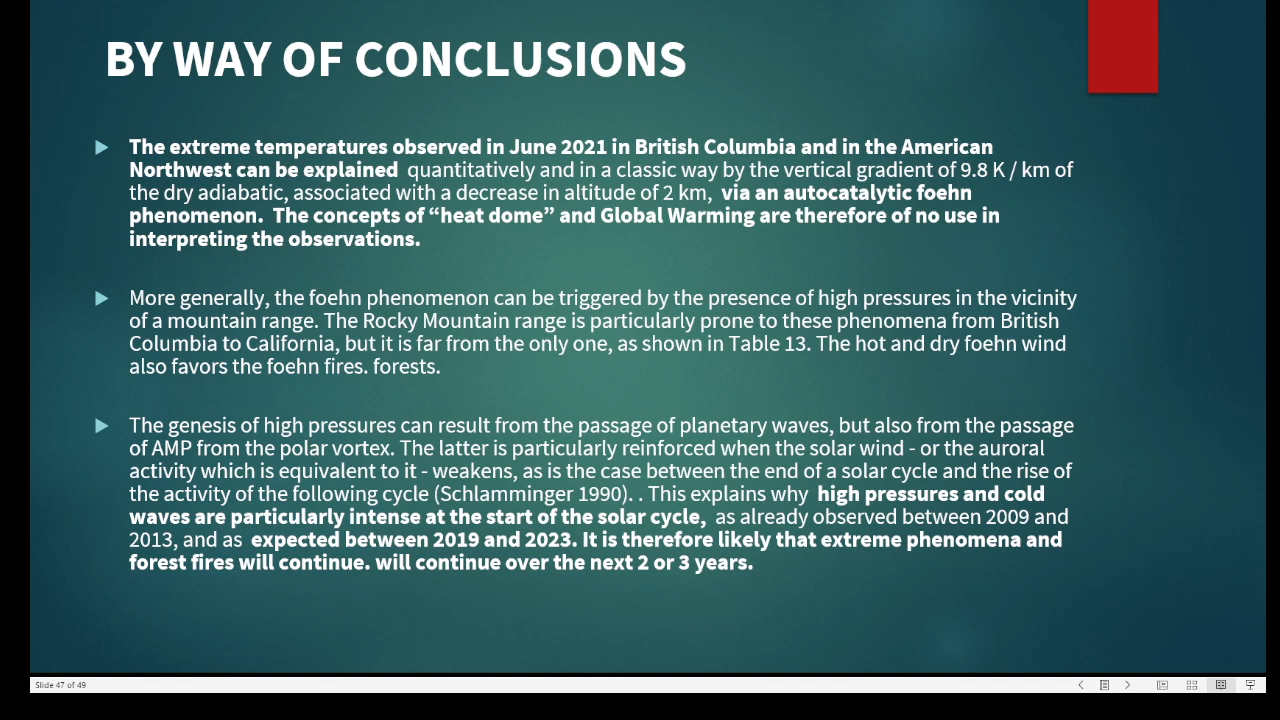 BY WAY OF CONCLUSIONS
The extreme temperatures observed in June 2021 in British Columbia and in the American
Northwest can be explained quantitatively and in a classic way by the vertical gradient of 9.8 K / km of
the dry adiabatic, associated with a decrease in altitude of 2 km, via an autocatalytic foehn
phenomenon. The concepts of “heat dome” and Global Warming are therefore of no use in
interpreting the observations.
More generally, the foehn phenomenon can be triggered by the presence of high pressures in the vicinity
of a mountain range. The Rocky Mountain range is particularly prone to these phenomena from British
Columbia to California, but it is far from the only one, as shown in Table 13. The hot and dry foehn wind
also favors the foehn fires. forests.
The genesis of high pressures can result from the passage of planetary waves, but also from the passage
of AMP from the polar vortex. The latter is particularly reinforced when the solar wind - or the auroral
activity which is equivalent to it - weakens, as is the case between the end of a solar cycle and the rise of
the activity of the following cycle (Schlamminger 1990). . This explains why high pressures and cold
waves are particularly intense at the start of the solar cycle, as already observed between 2009 and
2013, and as expected between 2019 and 2023. It is therefore likely that extreme phenomena and
forest fires will continue. will continue over the next 2 or 3 years.
Slide 47 of 49